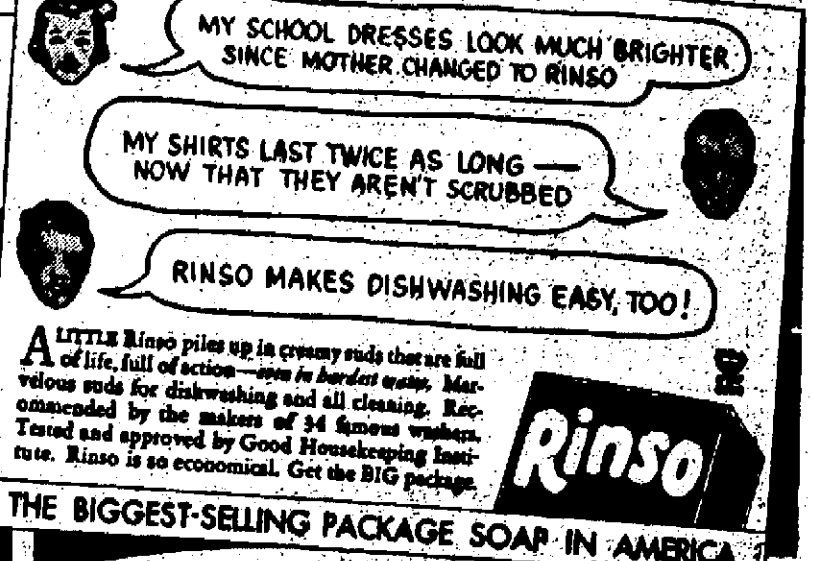 MY SCHOOL DRESSES LOOK MUCH BRIGHTER
SINCE MOTHER CHANGED TO RINSO
MY SHIRTS LAST TWICE AS LONG —
NOW THAT THEY AREN'T SCRUBBED
RINSO MAKES DISHWASHING EASY, TOO!
A LITTLE Rinso piles up in creamy suds that are full
of life, full of action—even in hardest water. Mar-
velous suds for dishwashing and all cleaning. Rec-
ommended by the makers of 34 famous washers.
Tested and approved by Good Housekeeping Insti-
tute. Rinso is so economical. Get the BIG package.
Rinso
THE BIGGEST-SELLING PACKAGE SOAP IN AMERICA